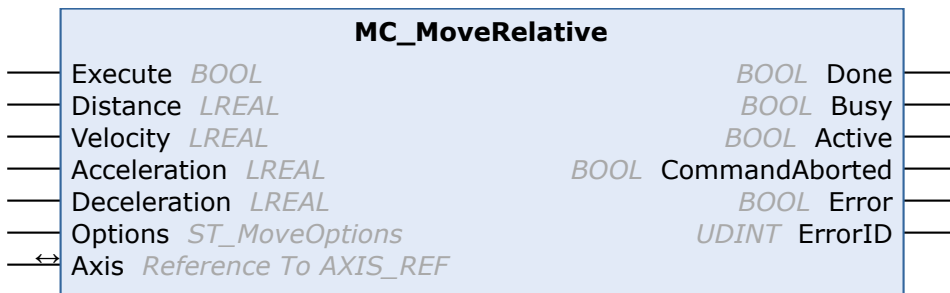 MC_MoveRelative
Execute BOOL BOOL Done
Distance LREAL BOOL Busy
Velocity LREAL BOOL Active
Acceleration LREAL BOOL CommandAborted
Deceleration LREAL BOOL Error
Options ST_MoveOptions UDINT ErrorID
↔ Axis Reference To AXIS_REF